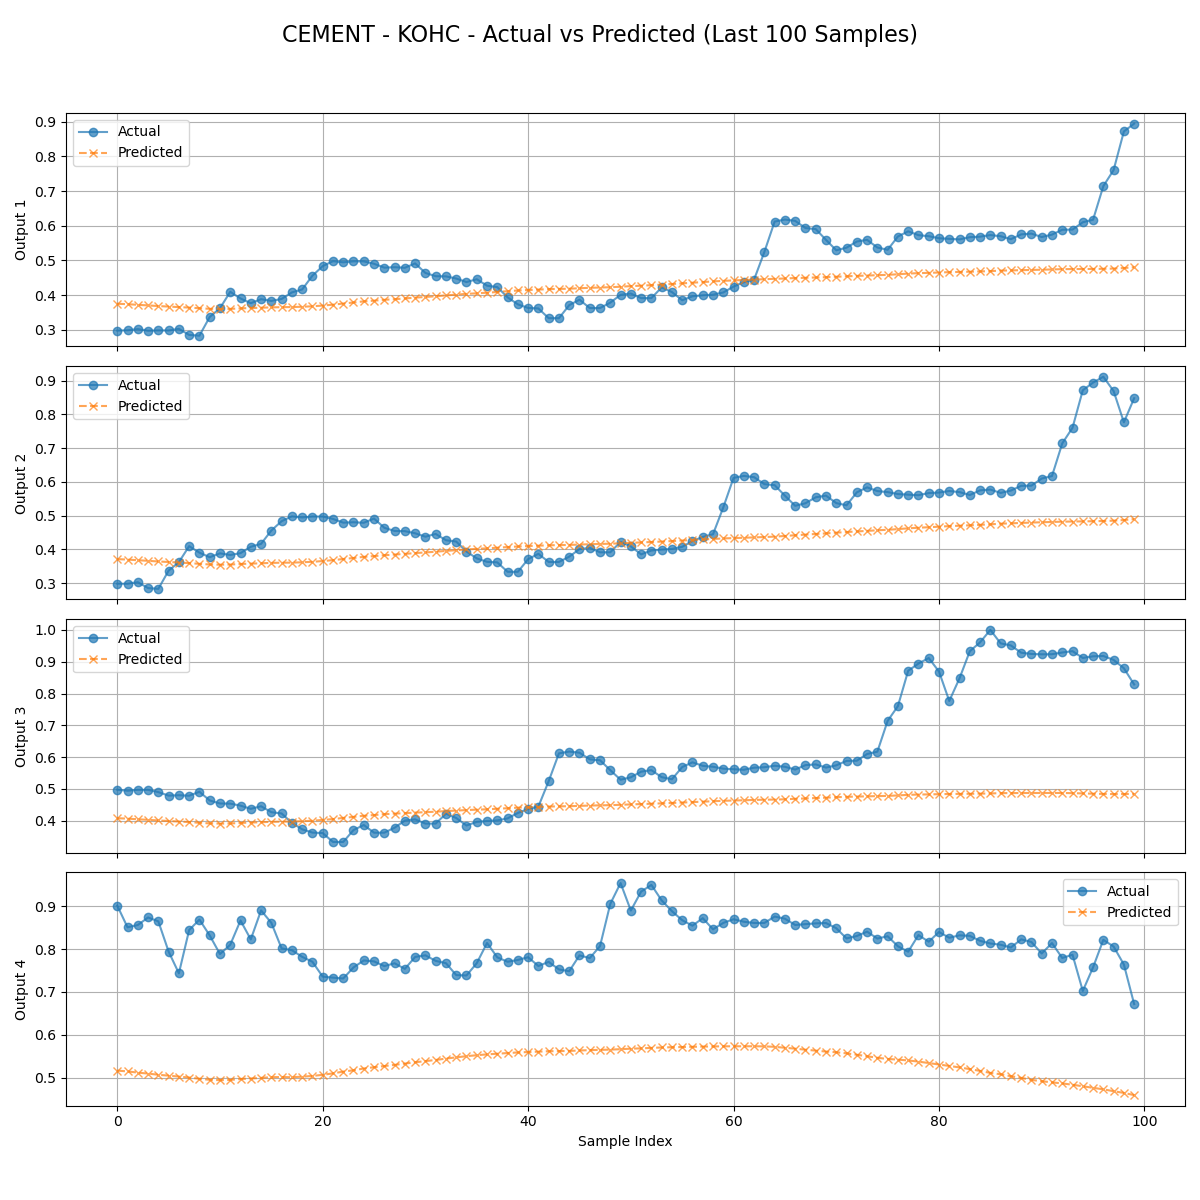 CEMENT - KOHC - Actual vs Predicted (Last 100 Samples)
Actual
Predicted
0.9
0.8
0.7
0.6
0.5
0.4
0.3
Output 1
Actual
Predicted
0.9
0.8
0.7
0.6
0.5
0.4
0.3
Output 2
Actual
Predicted
1.0
0.9
0.8
0.7
0.6
0.5
0.4
Output 3
Actual
Predicted
0.9
0.8
0.7
0.6
0.5
Output 4
0 20 40 60 80 100
Sample Index